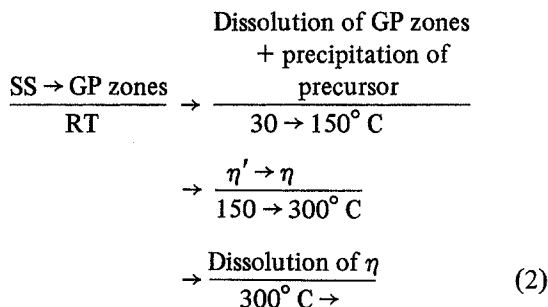 Dissolution of GP zones
+ precipitation of
SS → GP zones → precursor
RT 30 → 150° C
→ η′ → η
150 → 300° C
→ Dissolution of η
300° C → (2)